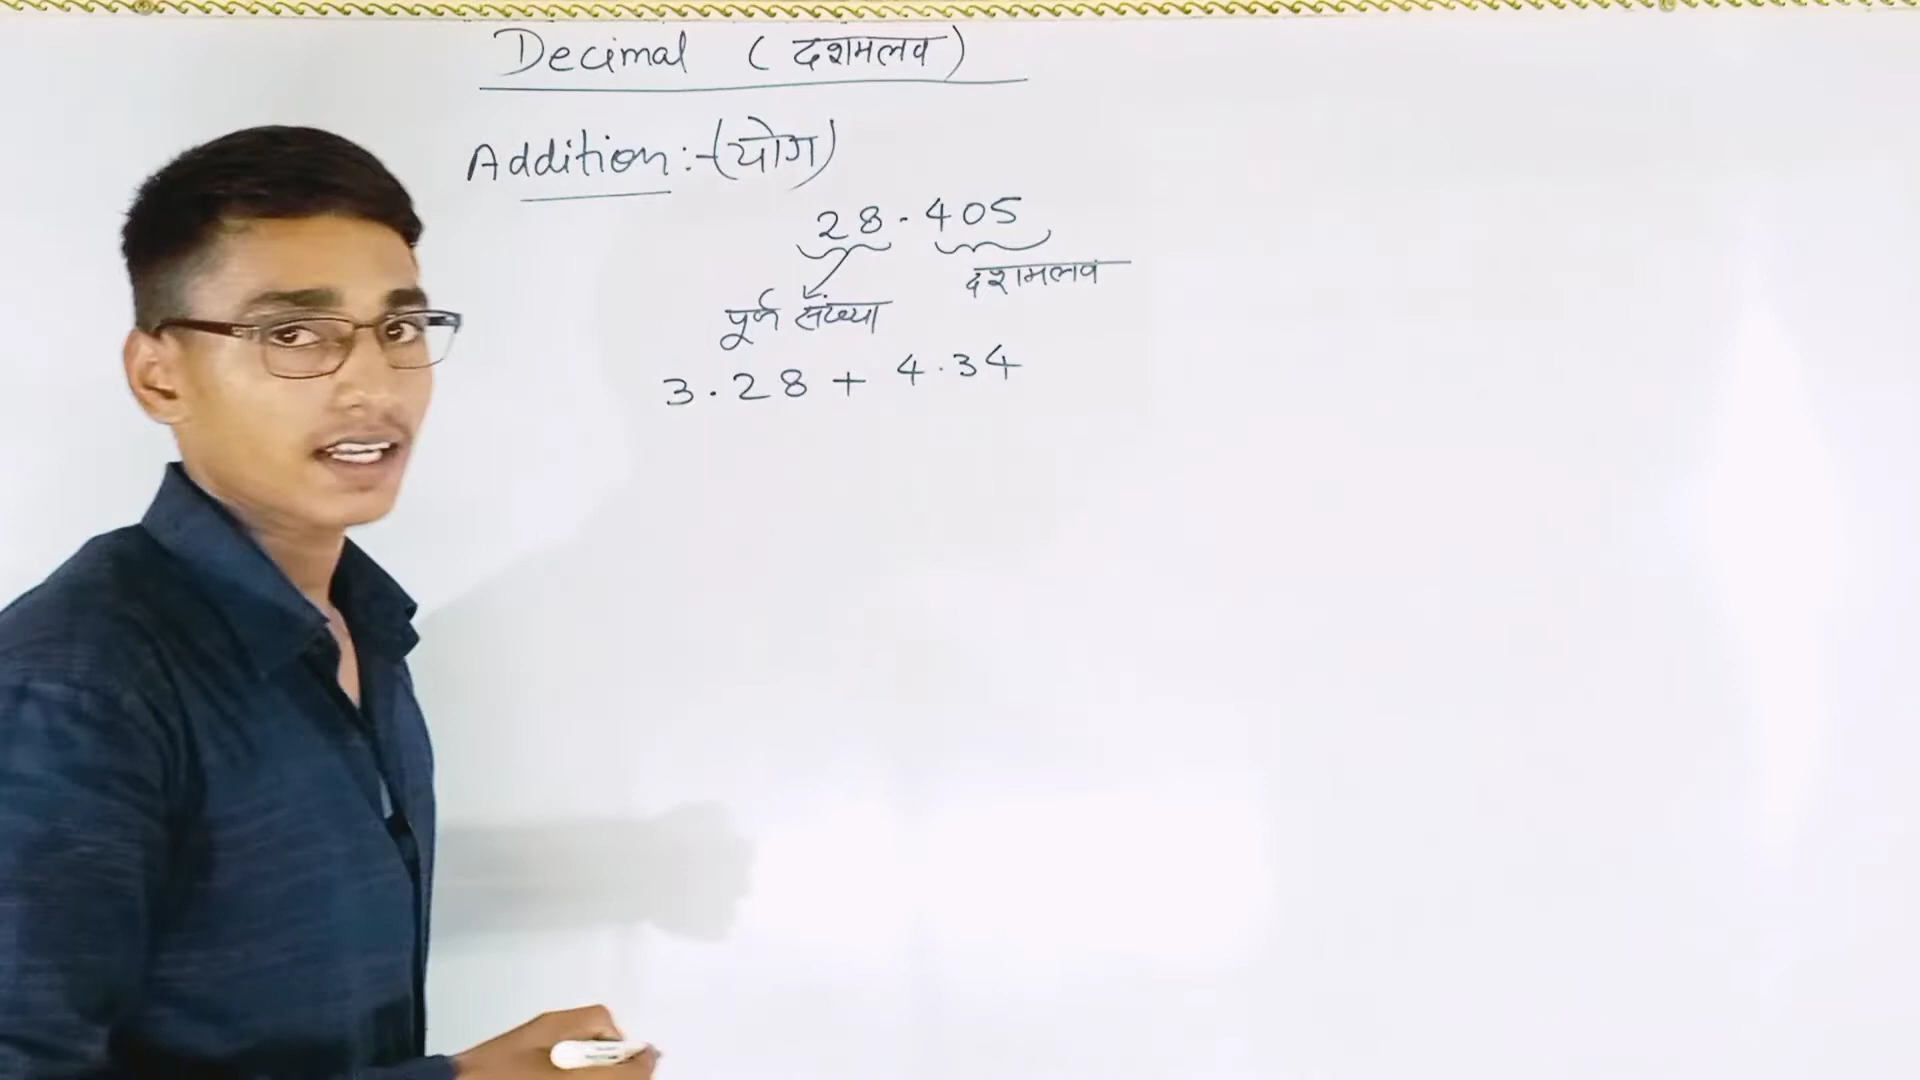 Decimal (दशमलव)
Addition:-(योग)
28.405
दशमलव
पूर्ण संख्या
3.28 + 4.34